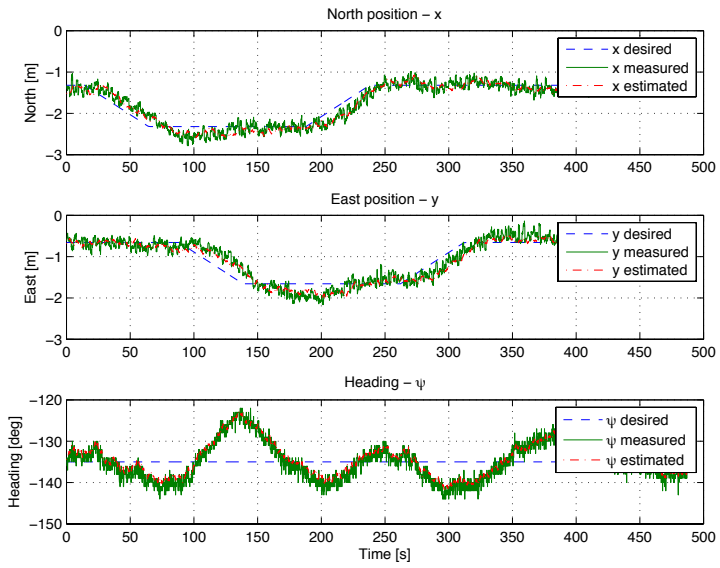 North position − x
0
−1
−2
−3
North [m]
x desired
x measured
x estimated
0 50 100 150 200 250 300 350 400 450 500
East position − y
0
−1
−2
−3
East [m]
y desired
y measured
y estimated
0 50 100 150 200 250 300 350 400 450 500
Heading − ψ
−120
−130
−140
−150
Heading [deg]
ψ desired
ψ measured
ψ estimated
0 50 100 150 200 250 300 350 400 450 500
Time [s]